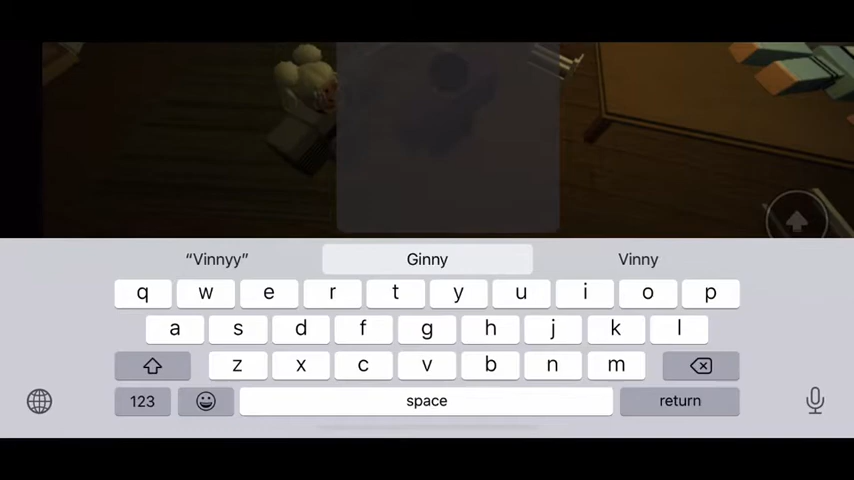 “Vinnyy” Ginny Vinny
q w e r t y u i o p
a s d f g h j k l
z x c v b n m
123 space return